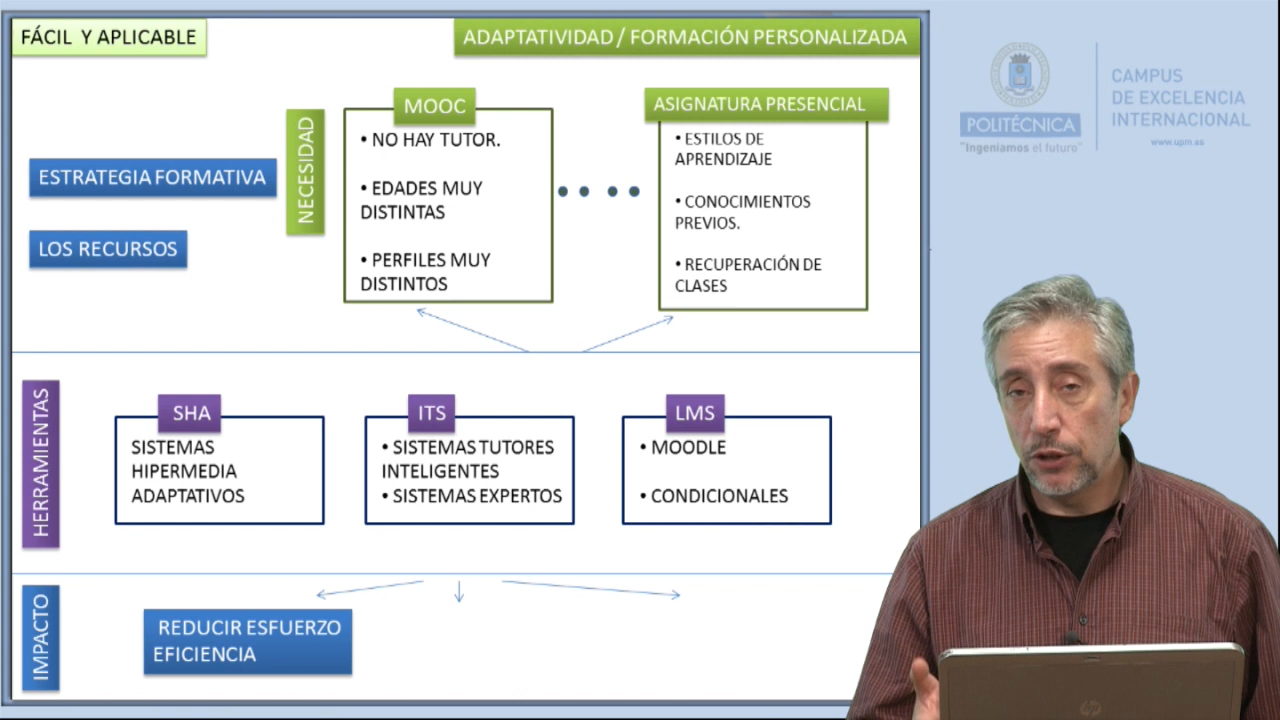 FÁCIL Y APLICABLE
ADAPTATIVIDAD / FORMACIÓN PERSONALIZADA
POLITÉCNICA
"Ingeniamos el futuro"
CAMPUS
DE EXCELENCIA
INTERNACIONAL
www.upm.es
ESTRATEGIA FORMATIVA
LOS RECURSOS
NECESIDAD
MOOC
• NO HAY TUTOR.
• EDADES MUY
DISTINTAS
• PERFILES MUY
DISTINTOS
ASIGNATURA PRESENCIAL
• ESTILOS DE
APRENDIZAJE
• CONOCIMIENTOS
PREVIOS.
• RECUPERACIÓN DE
CLASES
HERRAMIENTAS
SHA
SISTEMAS
HIPERMEDIA
ADAPTATIVOS
ITS
• SISTEMAS TUTORES
INTELIGENTES
• SISTEMAS EXPERTOS
LMS
• MOODLE
• CONDICIONALES
IMPACTO
REDUCIR ESFUERZO
EFICIENCIA
hp